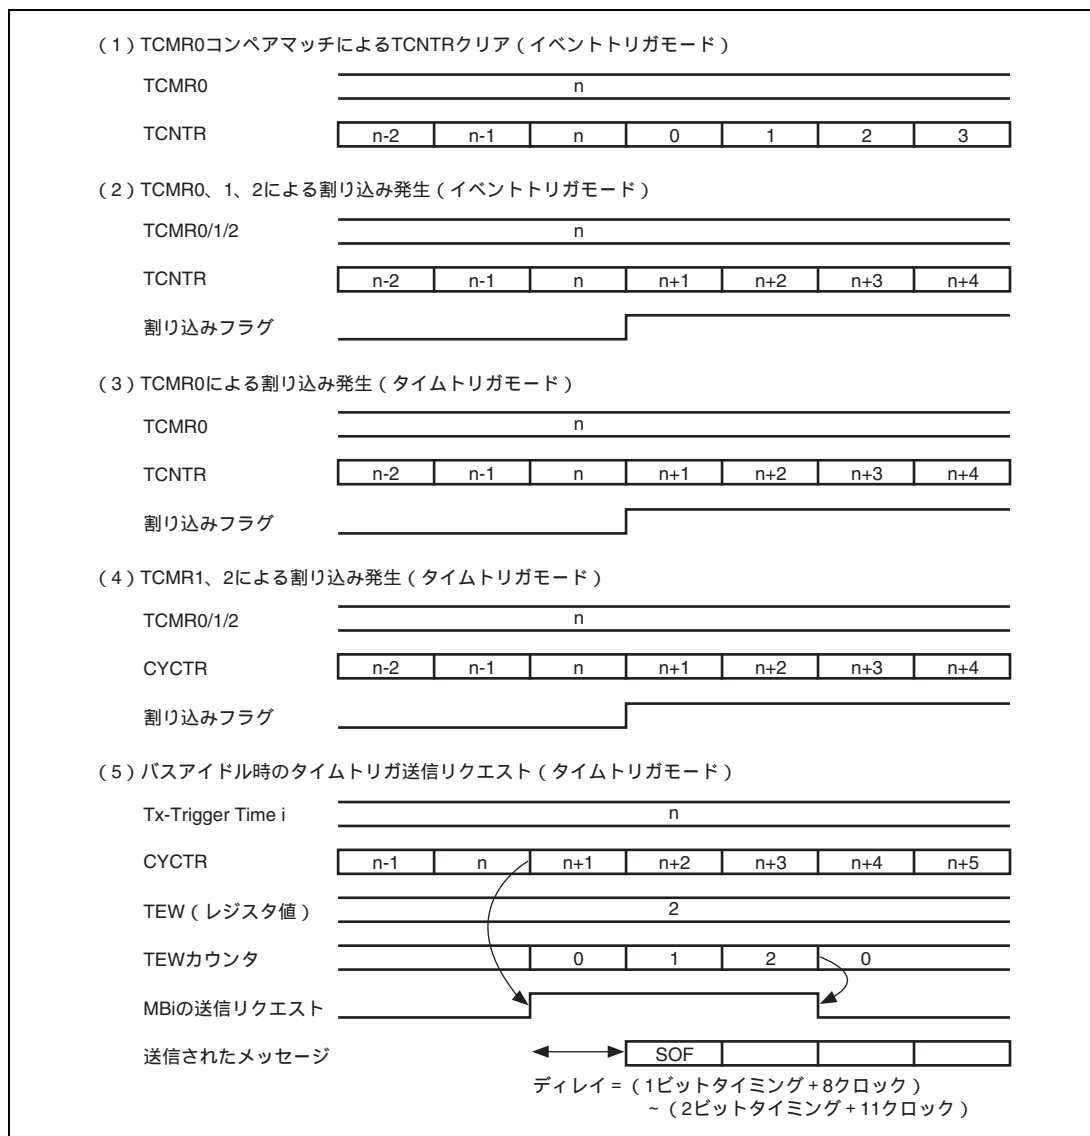 (1)TCMR0コンペアマッチによるTCNTRクリア(イベントトリガモード)
TCMR0 n
TCNTR n-2 n-1 n 0 1 2 3
(2)TCMR0、1、2による割り込み発生(イベントトリガモード)
TCMR0/1/2 n
TCNTR n-2 n-1 n n+1 n+2 n+3 n+4
割り込みフラグ
(3)TCMR0による割り込み発生(タイムトリガモード)
TCMR0 n
TCNTR n-2 n-1 n n+1 n+2 n+3 n+4
割り込みフラグ
(4)TCMR1、2による割り込み発生(タイムトリガモード)
TCMR0/1/2 n
CYCTR n-2 n-1 n n+1 n+2 n+3 n+4
割り込みフラグ
(5)バスアイドル時のタイムトリガ送信リクエスト(タイムトリガモード)
Tx-Trigger Time i n
CYCTR n-1 n n+1 n+2 n+3 n+4 n+5
TEW(レジスタ値) 2
TEWカウンタ 0 1 2 0
MBiの送信リクエスト
送信されたメッセージ SOF
ディレイ=(1ビットタイミング+8クロック)
~(2ビットタイミング+11クロック)